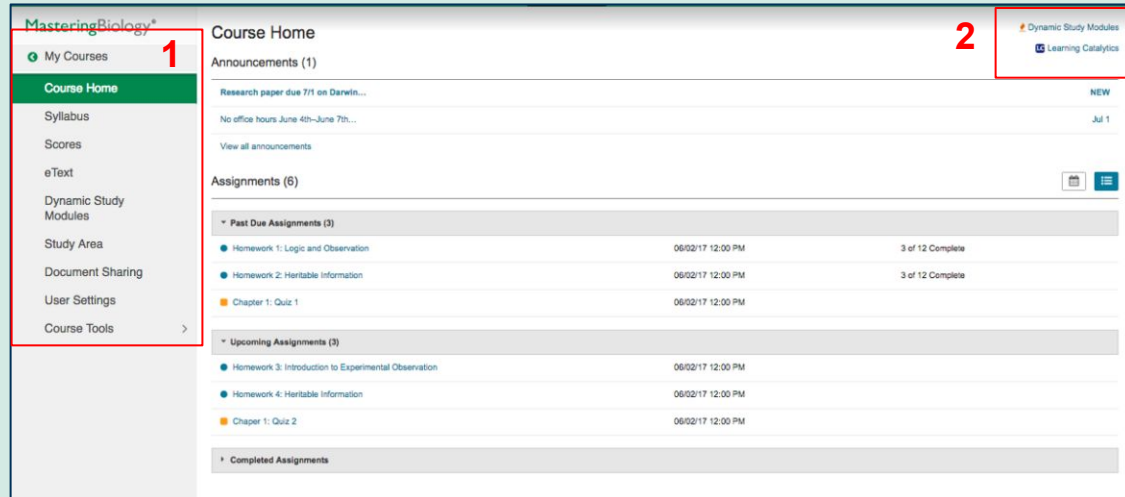 MasteringBiology®
1
My Courses
Course Home
Syllabus
Scores
eText
Dynamic Study
Modules
Study Area
Document Sharing
User Settings
Course Tools
Course Home
2
Dynamic Study Modules
LC Learning Catalytics
Announcements (1)
Research paper due 7/1 on Darwin... NEW
No office hours June 4th–June 7th... Jul 1
View all announcements
Assignments (6)
Past Due Assignments (3)
Homework 1: Logic and Observation 06/02/17 12:00 PM 3 of 12 Complete
Homework 2: Heritable Information 06/02/17 12:00 PM 3 of 12 Complete
Chapter 1: Quiz 1 06/02/17 12:00 PM
Upcoming Assignments (3)
Homework 3: Introduction to Experimental Observation 06/02/17 12:00 PM
Homework 4: Heritable Information 06/02/17 12:00 PM
Chaper 1: Quiz 2 06/02/17 12:00 PM
Completed Assignments